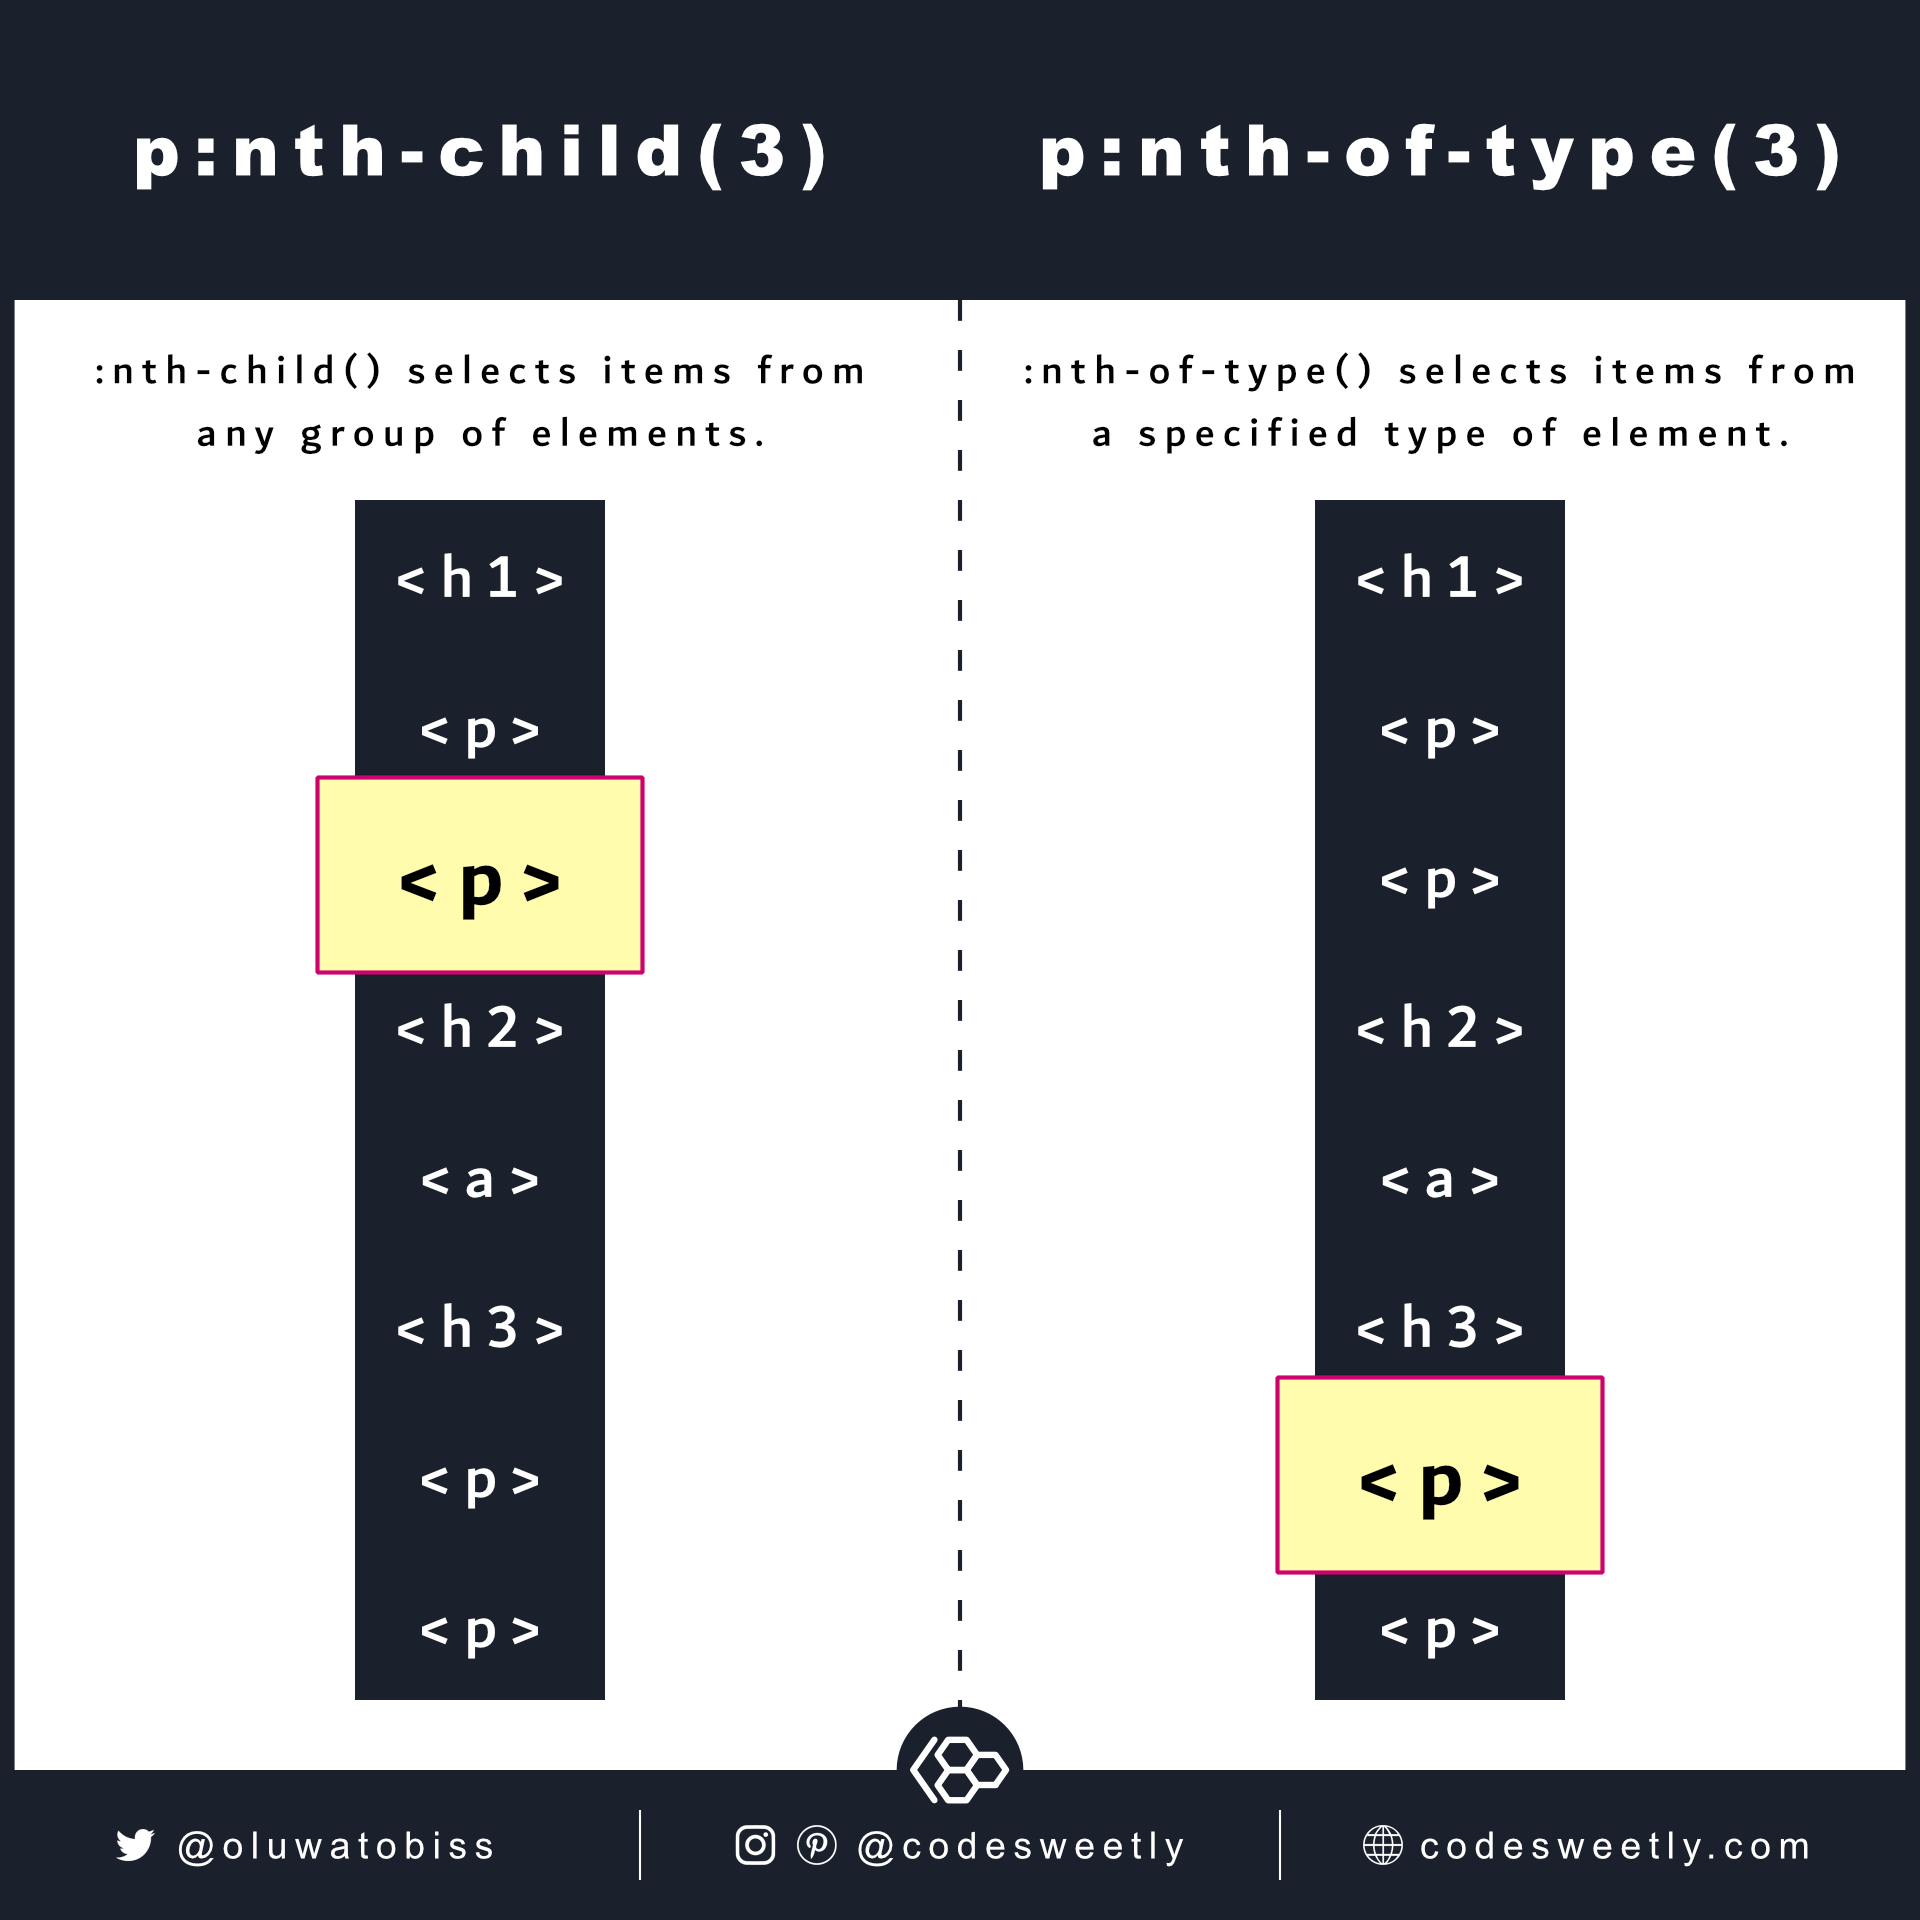 p:nth-child(3)
:nth-child() selects items from
any group of elements.
<h1>
<p>
<p>
<h2>
<a>
<h3>
<p>
<p>
p:nth-of-type(3)
:nth-of-type() selects items from
a specified type of element.
<h1>
<p>
<p>
<h2>
<a>
<h3>
<p>
<p>
@oluwatobiss
@codesweetly
codesweetly.com